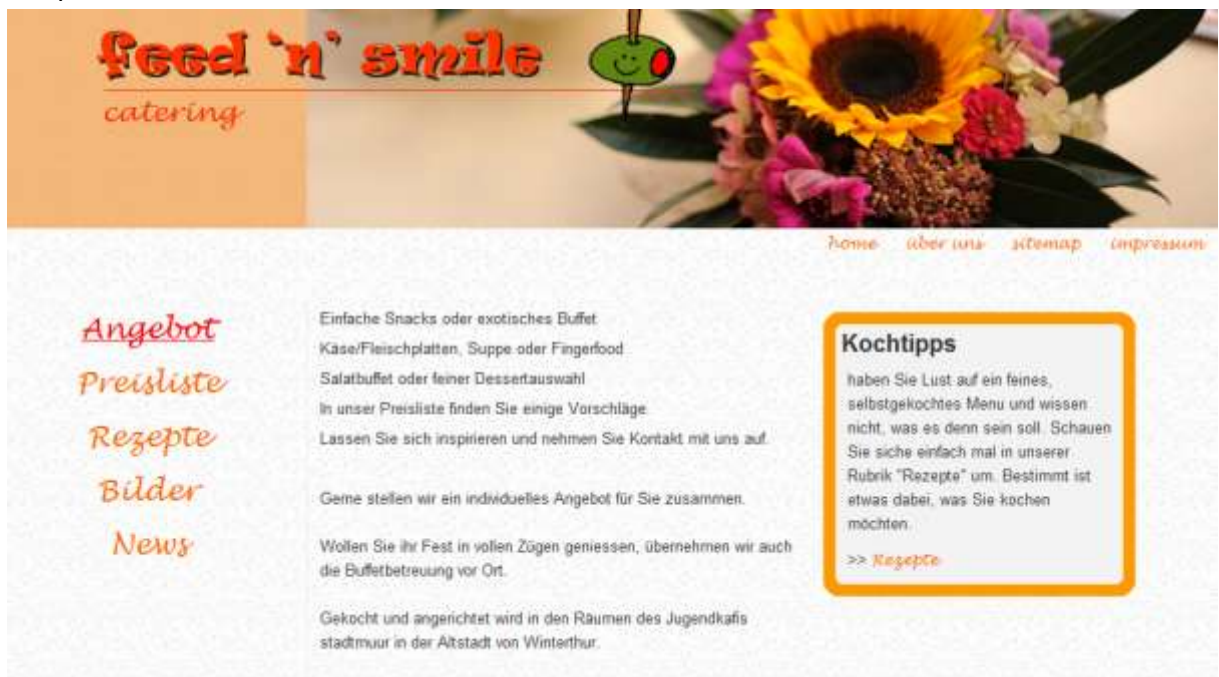 feed 'n' smile
catering
home über uns sitemap impressum
Angebot
Preisliste
Rezepte
Bilder
News
Einfache Snacks oder exotisches Buffet
Käse/Fleischplatten, Suppe oder Fingerfood
Salatbuffet oder feiner Dessertauswahl
In unser Preisliste finden Sie einige Vorschläge
Lassen Sie sich inspirieren und nehmen Sie Kontakt mit uns auf.
Gerne stellen wir ein individuelles Angebot für Sie zusammen.
Wollen Sie ihr Fest in vollen Zügen geniessen, übernehmen wir auch
die Buffetbetreuung vor Ort.
Gekocht und angerichtet wird in den Räumen des Jugendkafis
stadtmuur in der Altstadt von Winterthur.
Kochtipps
haben Sie Lust auf ein feines,
selbstgekochtes Menu und wissen
nicht, was es denn sein soll. Schauen
Sie siche einfach mal in unserer
Rubrik "Rezepte" um. Bestimmt ist
etwas dabei, was Sie kochen
möchten.
>> Rezepte